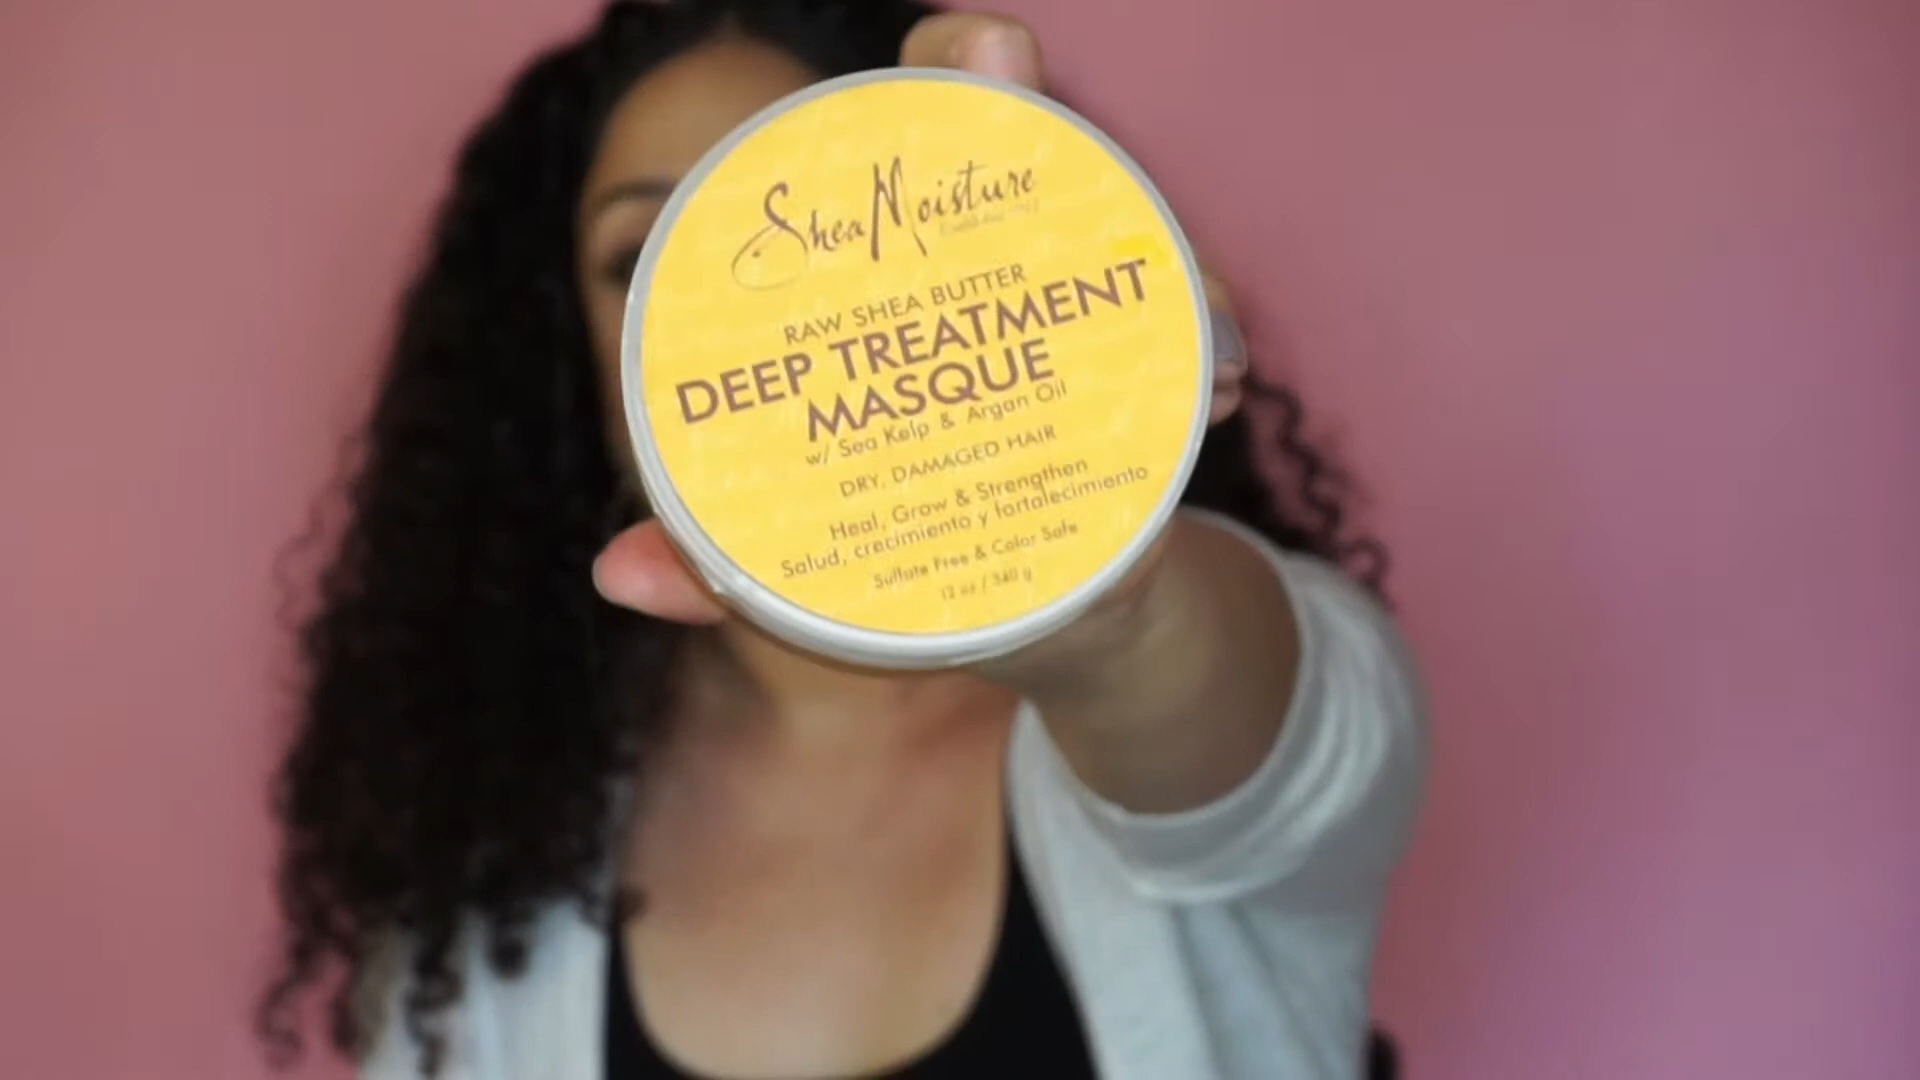 SheaMoisture
RAW SHEA BUTTER
DEEP TREATMENT
MASQUE
w/ Sea Kelp & Argan Oil
DRY, DAMAGED HAIR
Heal, Grow & Strengthen
Salud, crecimiento y fortalecimiento
Sulfate Free & Color Safe
12 oz / 340 g